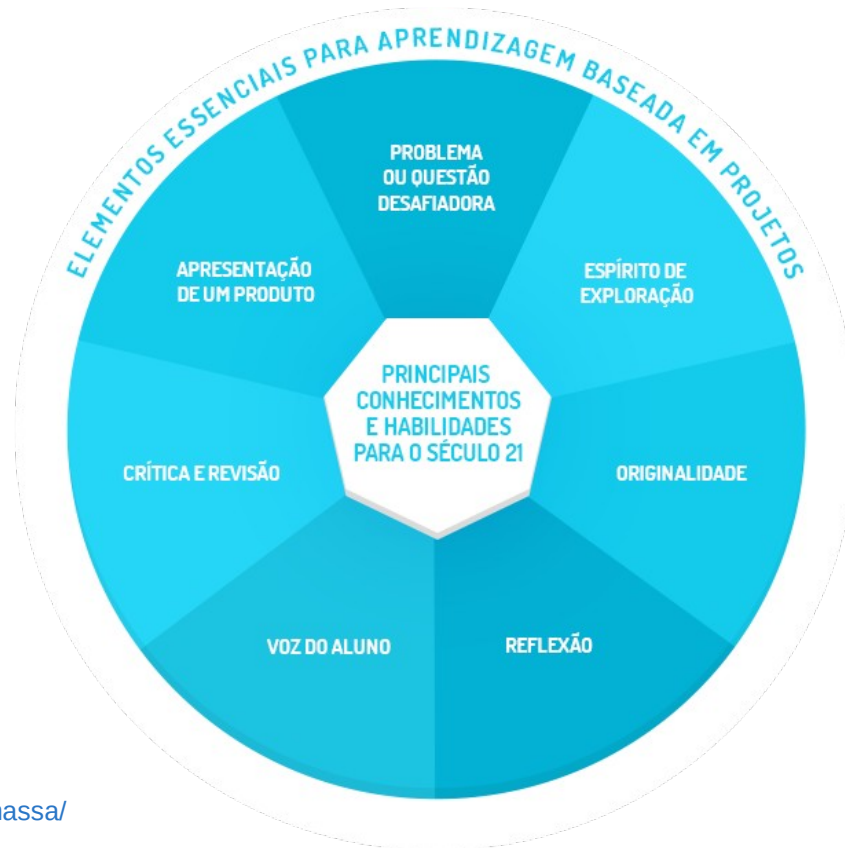 ELEMENTOS ESSENCIAIS PARA APRENDIZAGEM BASEADA EM PROJETOS
PROBLEMA
OU QUESTÃO
DESAFIADORA
ESPÍRITO DE
EXPLORAÇÃO
ORIGINALIDADE
REFLEXÃO
VOZ DO ALUNO
CRÍTICA E REVISÃO
APRESENTAÇÃO
DE UM PRODUTO
PRINCIPAIS
CONHECIMENTOS
E HABILIDADES
PARA O SÉCULO 21
assa/